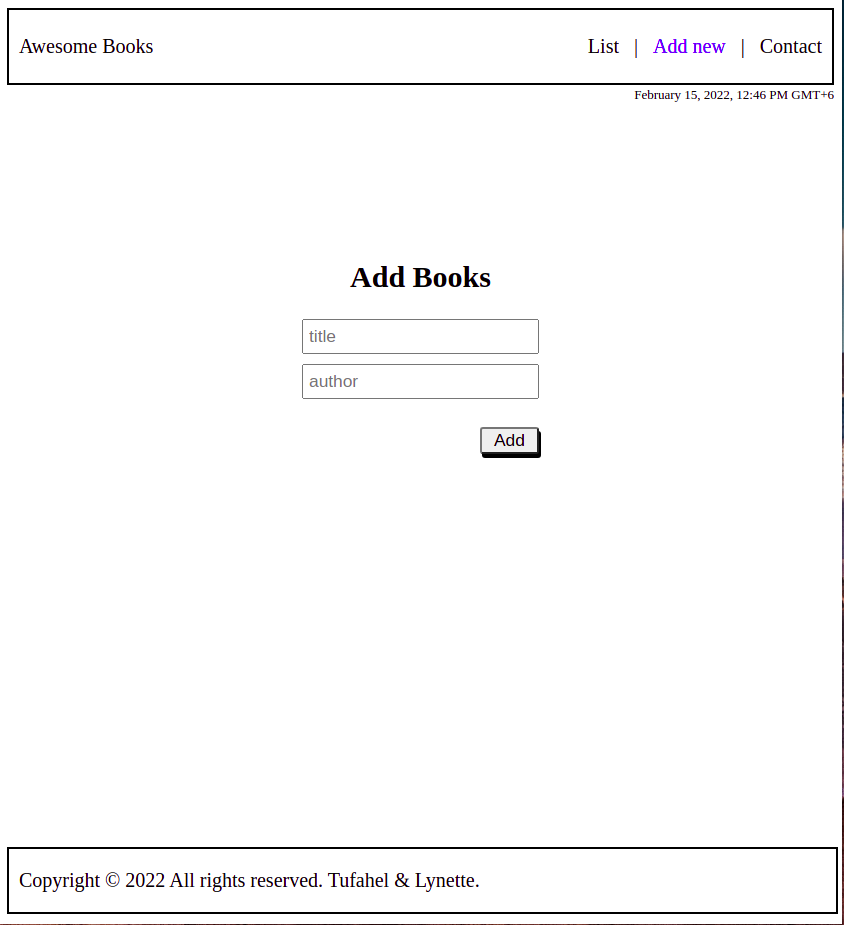 Awesome Books List | Add new | Contact
February 15, 2022, 12:46 PM GMT+6
Add Books
title
author
Add
Copyright © 2022 All rights reserved. Tufahel & Lynette.